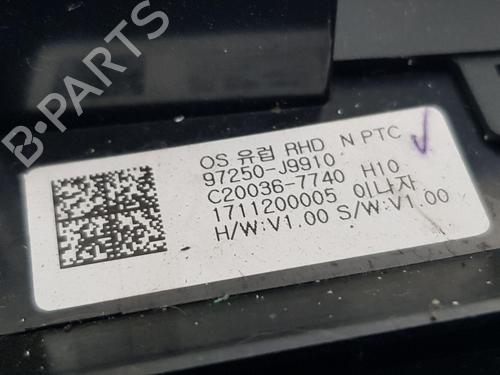 B-PARTS
OS 유럽 RHD N PTC
97250-J9910
C20036-7740 H10
1711200005 이나자
H/W:V1.00 S/W:V1.00